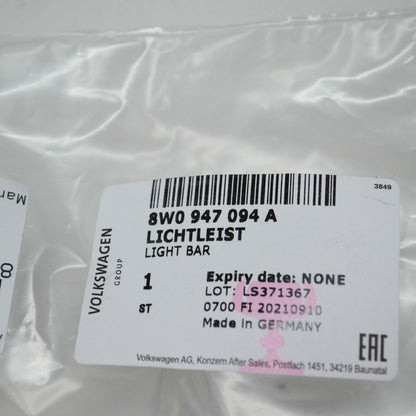 3849
8W0 947 094 A
LICHTLEIST
LIGHT BAR
VOLKSWAGEN
GROUP
1
ST
Expiry date: NONE
LOT: LS371367
0700 FI 20210910
Made in GERMANY
EAC
Volkswagen AG, Konzern After Sales, Postfach 1451, 34219 Baunatal